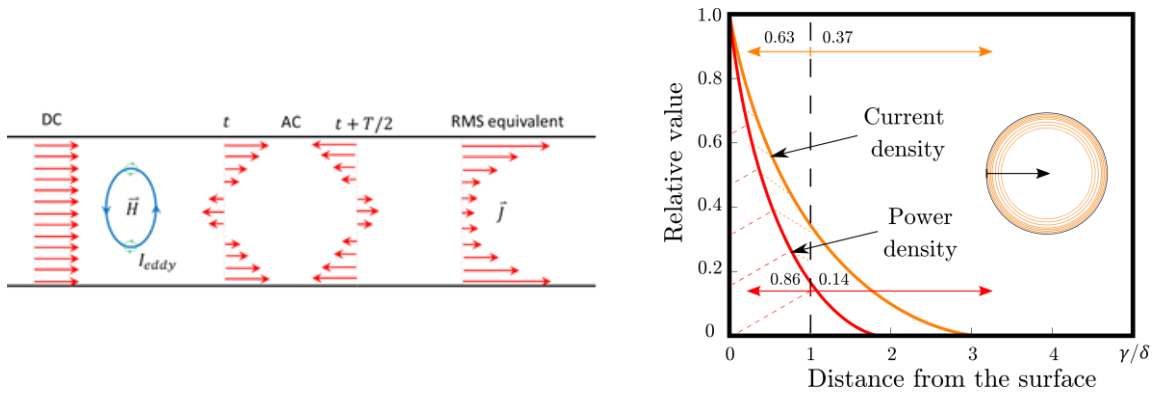 DC
t
AC
t + T/2
RMS equivalent
H⃗
I_eddy
J⃗
1.0
0.8
0.6
0.4
0.2
0
Relative value
0.63
0.37
Current
density
Power
density
0.86
0.14
0
1
2
3
4
γ/δ
Distance from the surface